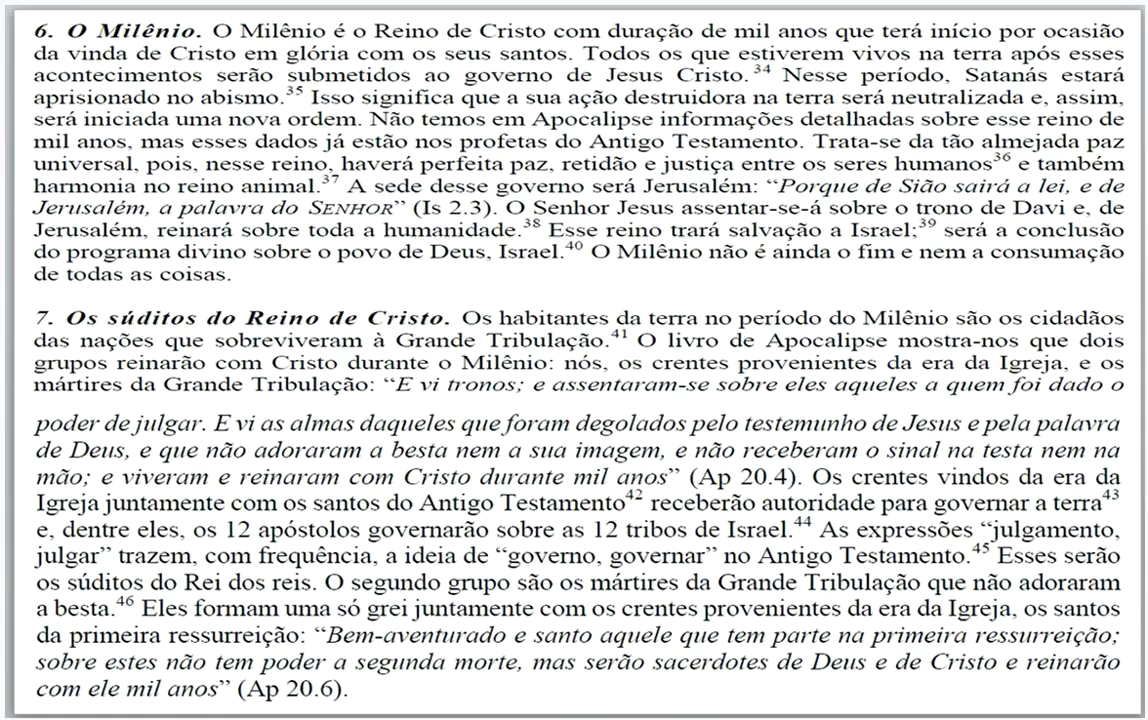 6. O Milênio. O Milênio é o Reino de Cristo com duração de mil anos que terá início por ocasião
da vinda de Cristo em glória com os seus santos. Todos os que estiverem vivos na terra após esses
acontecimentos serão submetidos ao governo de Jesus Cristo.³⁴ Nesse período, Satanás estará
aprisionado no abismo.³⁵ Isso significa que a sua ação destruidora na terra será neutralizada e, assim,
será iniciada uma nova ordem. Não temos em Apocalipse informações detalhadas sobre esse reino de
mil anos, mas esses dados já estão nos profetas do Antigo Testamento. Trata-se da tão almejada paz
universal, pois, nesse reino, haverá perfeita paz, retidão e justiça entre os seres humanos³⁶ e também
harmonia no reino animal.³⁷ A sede desse governo será Jerusalém: “Porque de Sião sairá a lei, e de
Jerusalém, a palavra do SENHOR” (Is 2.3). O Senhor Jesus assentar-se-á sobre o trono de Davi e, de
Jerusalém, reinará sobre toda a humanidade.³⁸ Esse reino trará salvação a Israel;³⁹ será a conclusão
do programa divino sobre o povo de Deus, Israel.⁴⁰ O Milênio não é ainda o fim e nem a consumação
de todas as coisas.
7. Os súditos do Reino de Cristo. Os habitantes da terra no período do Milênio são os cidadãos
das nações que sobreviveram à Grande Tribulação.⁴¹ O livro de Apocalipse mostra-nos que dois
grupos reinarão com Cristo durante o Milênio: nós, os crentes provenientes da era da Igreja, e os
mártires da Grande Tribulação: “E vi tronos; e assentaram-se sobre eles aqueles a quem foi dado o
poder de julgar. E vi as almas daqueles que foram degolados pelo testemunho de Jesus e pela palavra
de Deus, e que não adoraram a besta nem a sua imagem, e não receberam o sinal na testa nem na
mão; e viveram e reinaram com Cristo durante mil anos” (Ap 20.4). Os crentes vindos da era da
Igreja juntamente com os santos do Antigo Testamento⁴² receberão autoridade para governar a terra⁴³
e, dentre eles, os 12 apóstolos governarão sobre as 12 tribos de Israel.⁴⁴ As expressões “julgamento,
julgar” trazem, com frequência, a ideia de “governo, governar” no Antigo Testamento.⁴⁵ Esses serão
os súditos do Rei dos reis. O segundo grupo são os mártires da Grande Tribulação que não adoraram
a besta.⁴⁶ Eles formam uma só grei juntamente com os crentes provenientes da era da Igreja, os santos
da primeira ressurreição: “Bem-aventurado e santo aquele que tem parte na primeira ressurreição;
sobre estes não tem poder a segunda morte, mas serão sacerdotes de Deus e de Cristo e reinarão
com ele mil anos” (Ap 20.6).